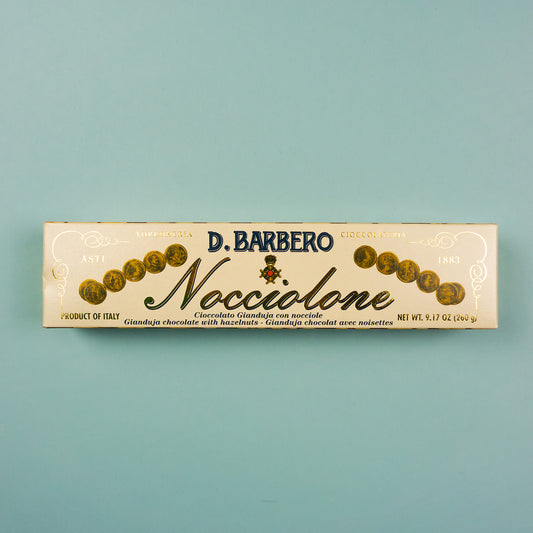 TORRONERIA
CIOCCOLATERIA
D. BARBERO
ASTI
1883
Nocciolone
PRODUCT OF ITALY
Cioccolato Gianduja con nocciole
Gianduja chocolate with hazelnuts - Gianduja chocolat avec noisettes
NET WT. 9.17 OZ (260 g)